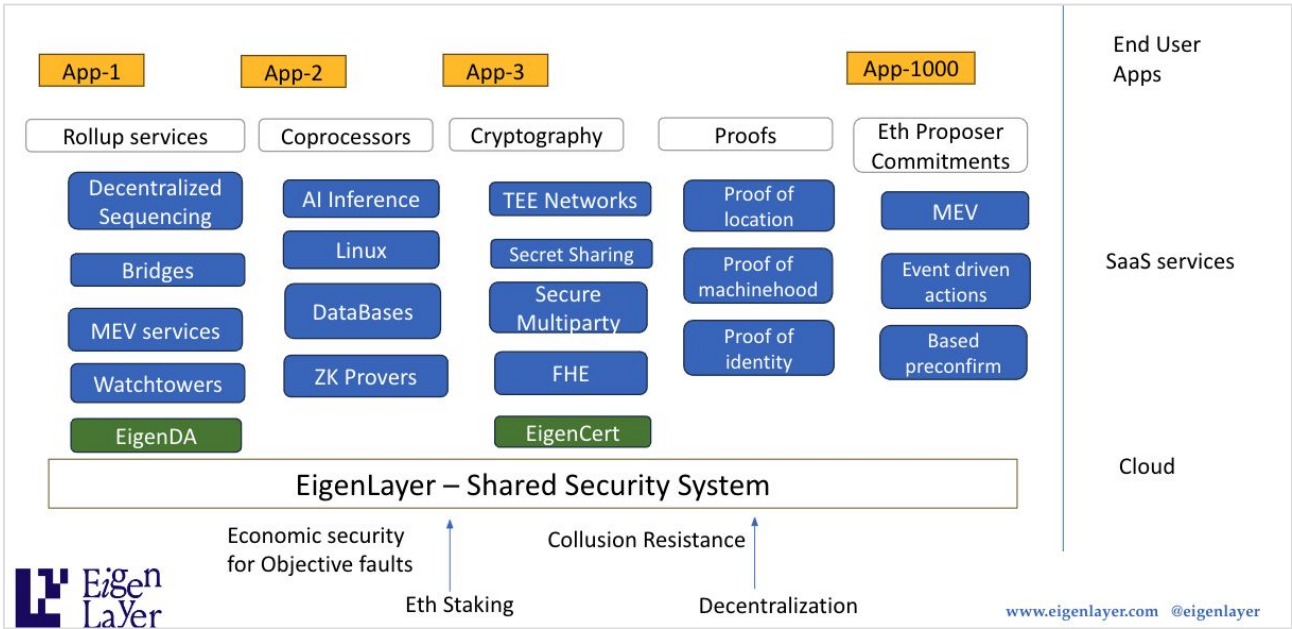 App-1
App-2
App-3
App-1000
End User
Apps
Rollup services
Coprocessors
Cryptography
Proofs
Eth Proposer
Commitments
Decentralized
Sequencing
Bridges
MEV services
Watchtowers
EigenDA
AI Inference
Linux
DataBases
ZK Provers
TEE Networks
Secret Sharing
Secure
Multiparty
FHE
EigenCert
Proof of
location
Proof of
machinehood
Proof of
identity
MEV
Event driven
actions
Based
preconfirm
SaaS services
Cloud
EigenLayer – Shared Security System
Economic security
for Objective faults
Eth Staking
Collusion Resistance
Decentralization
Eigen
Layer
www.eigenlayer.com @eigenlayer